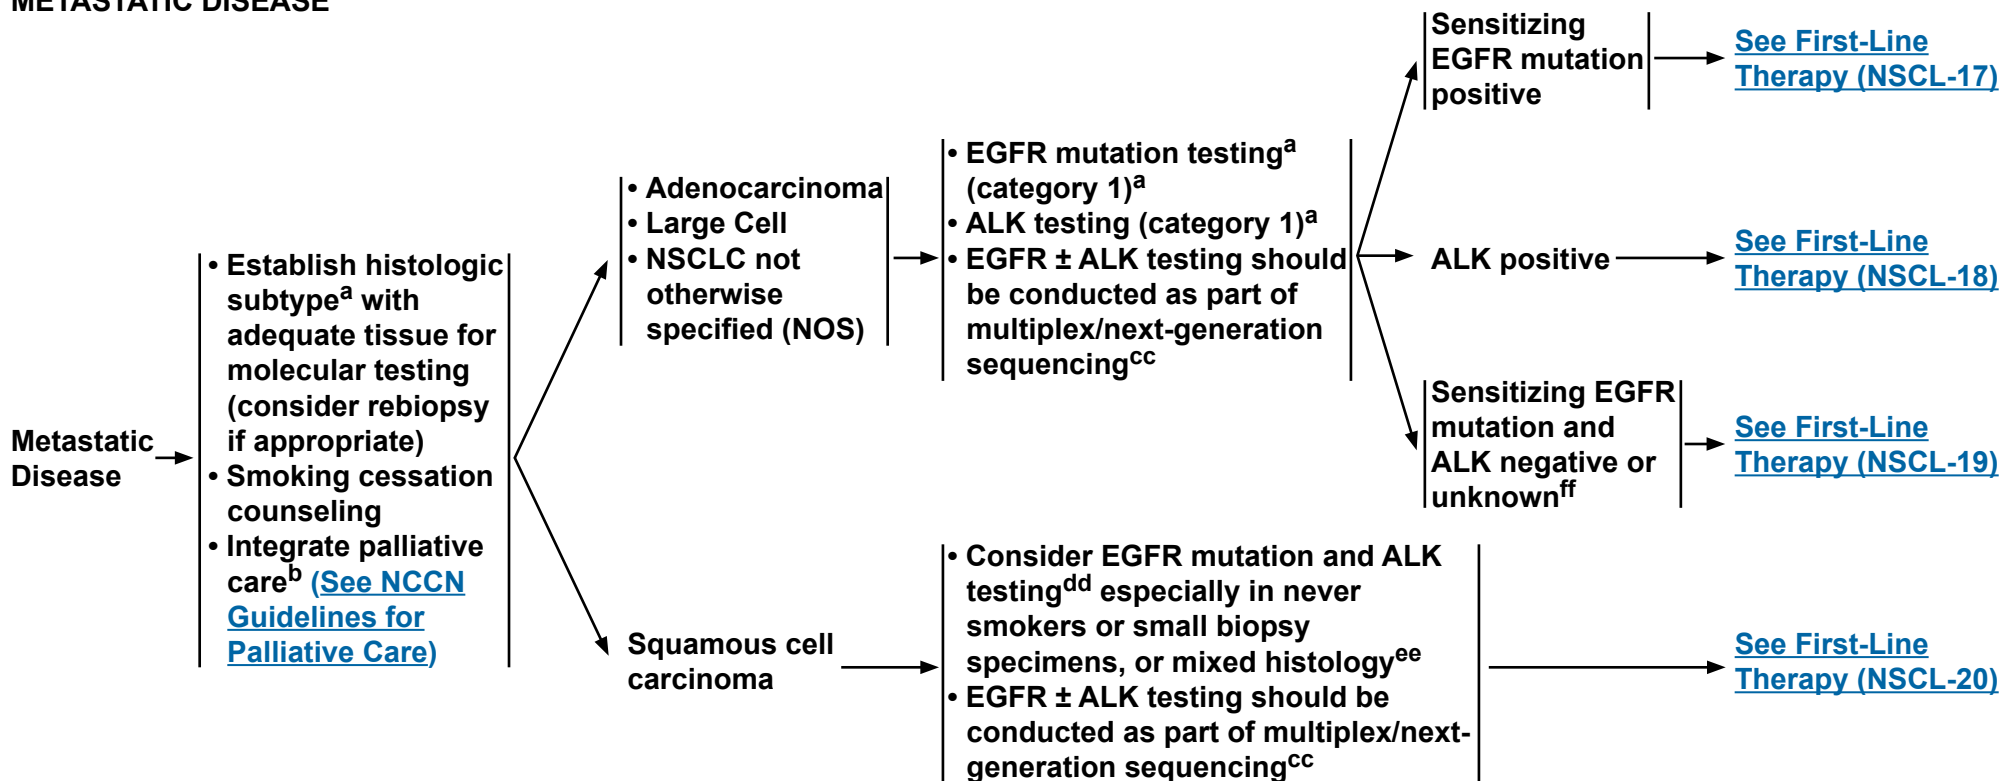 METASTATIC DISEASE
Metastatic
Disease
• Establish histologic
subtypea with
adequate tissue for
molecular testing
(consider rebiopsy
if appropriate)
• Smoking cessation
counseling
• Integrate palliative
careb (See NCCN
Guidelines for
Palliative Care)
• Adenocarcinoma
• Large Cell
• NSCLC not
otherwise
specified (NOS)
• EGFR mutation testinga
(category 1)a
• ALK testing (category 1)a
• EGFR ± ALK testing should
be conducted as part of
multiplex/next-generation
sequencingcc
Sensitizing
EGFR mutation
positive
See First-Line
Therapy (NSCL-17)
ALK positive
See First-Line
Therapy (NSCL-18)
Sensitizing EGFR
mutation and
ALK negative or
unknownff
See First-Line
Therapy (NSCL-19)
Squamous cell
carcinoma
• Consider EGFR mutation and ALK
testingdd especially in never
smokers or small biopsy
specimens, or mixed histologyee
• EGFR ± ALK testing should be
conducted as part of multiplex/next-
generation sequencingcc
See First-Line
Therapy (NSCL-20)